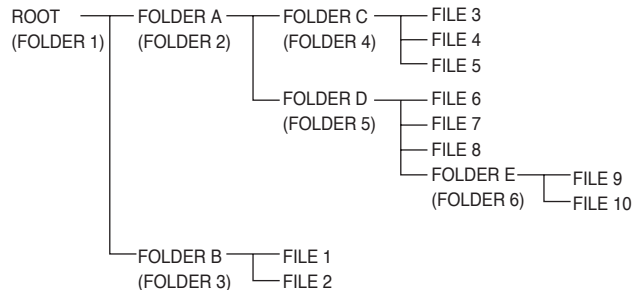 ROOT FOLDER A FOLDER C FILE 3
(FOLDER 1) (FOLDER 2) (FOLDER 4) FILE 4
FILE 5
FOLDER D FILE 6
(FOLDER 5) FILE 7
FILE 8
FOLDER E FILE 9
(FOLDER 6) FILE 10
FOLDER B FILE 1
(FOLDER 3) FILE 2